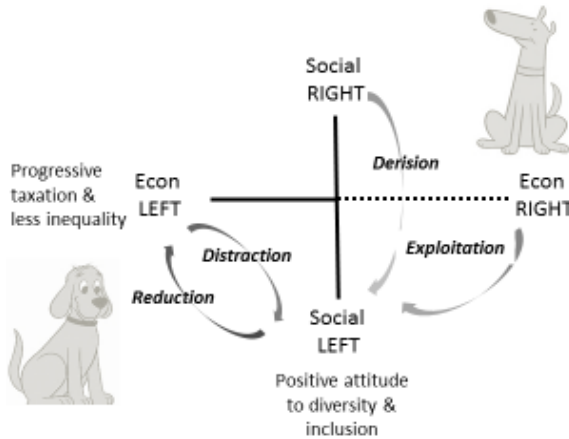 Social
RIGHT
Derision
Progressive
taxation &
less inequality
Econ
LEFT
Econ
RIGHT
Distraction
Exploitation
Reduction
Social
LEFT
Positive attitude
to diversity &
inclusion